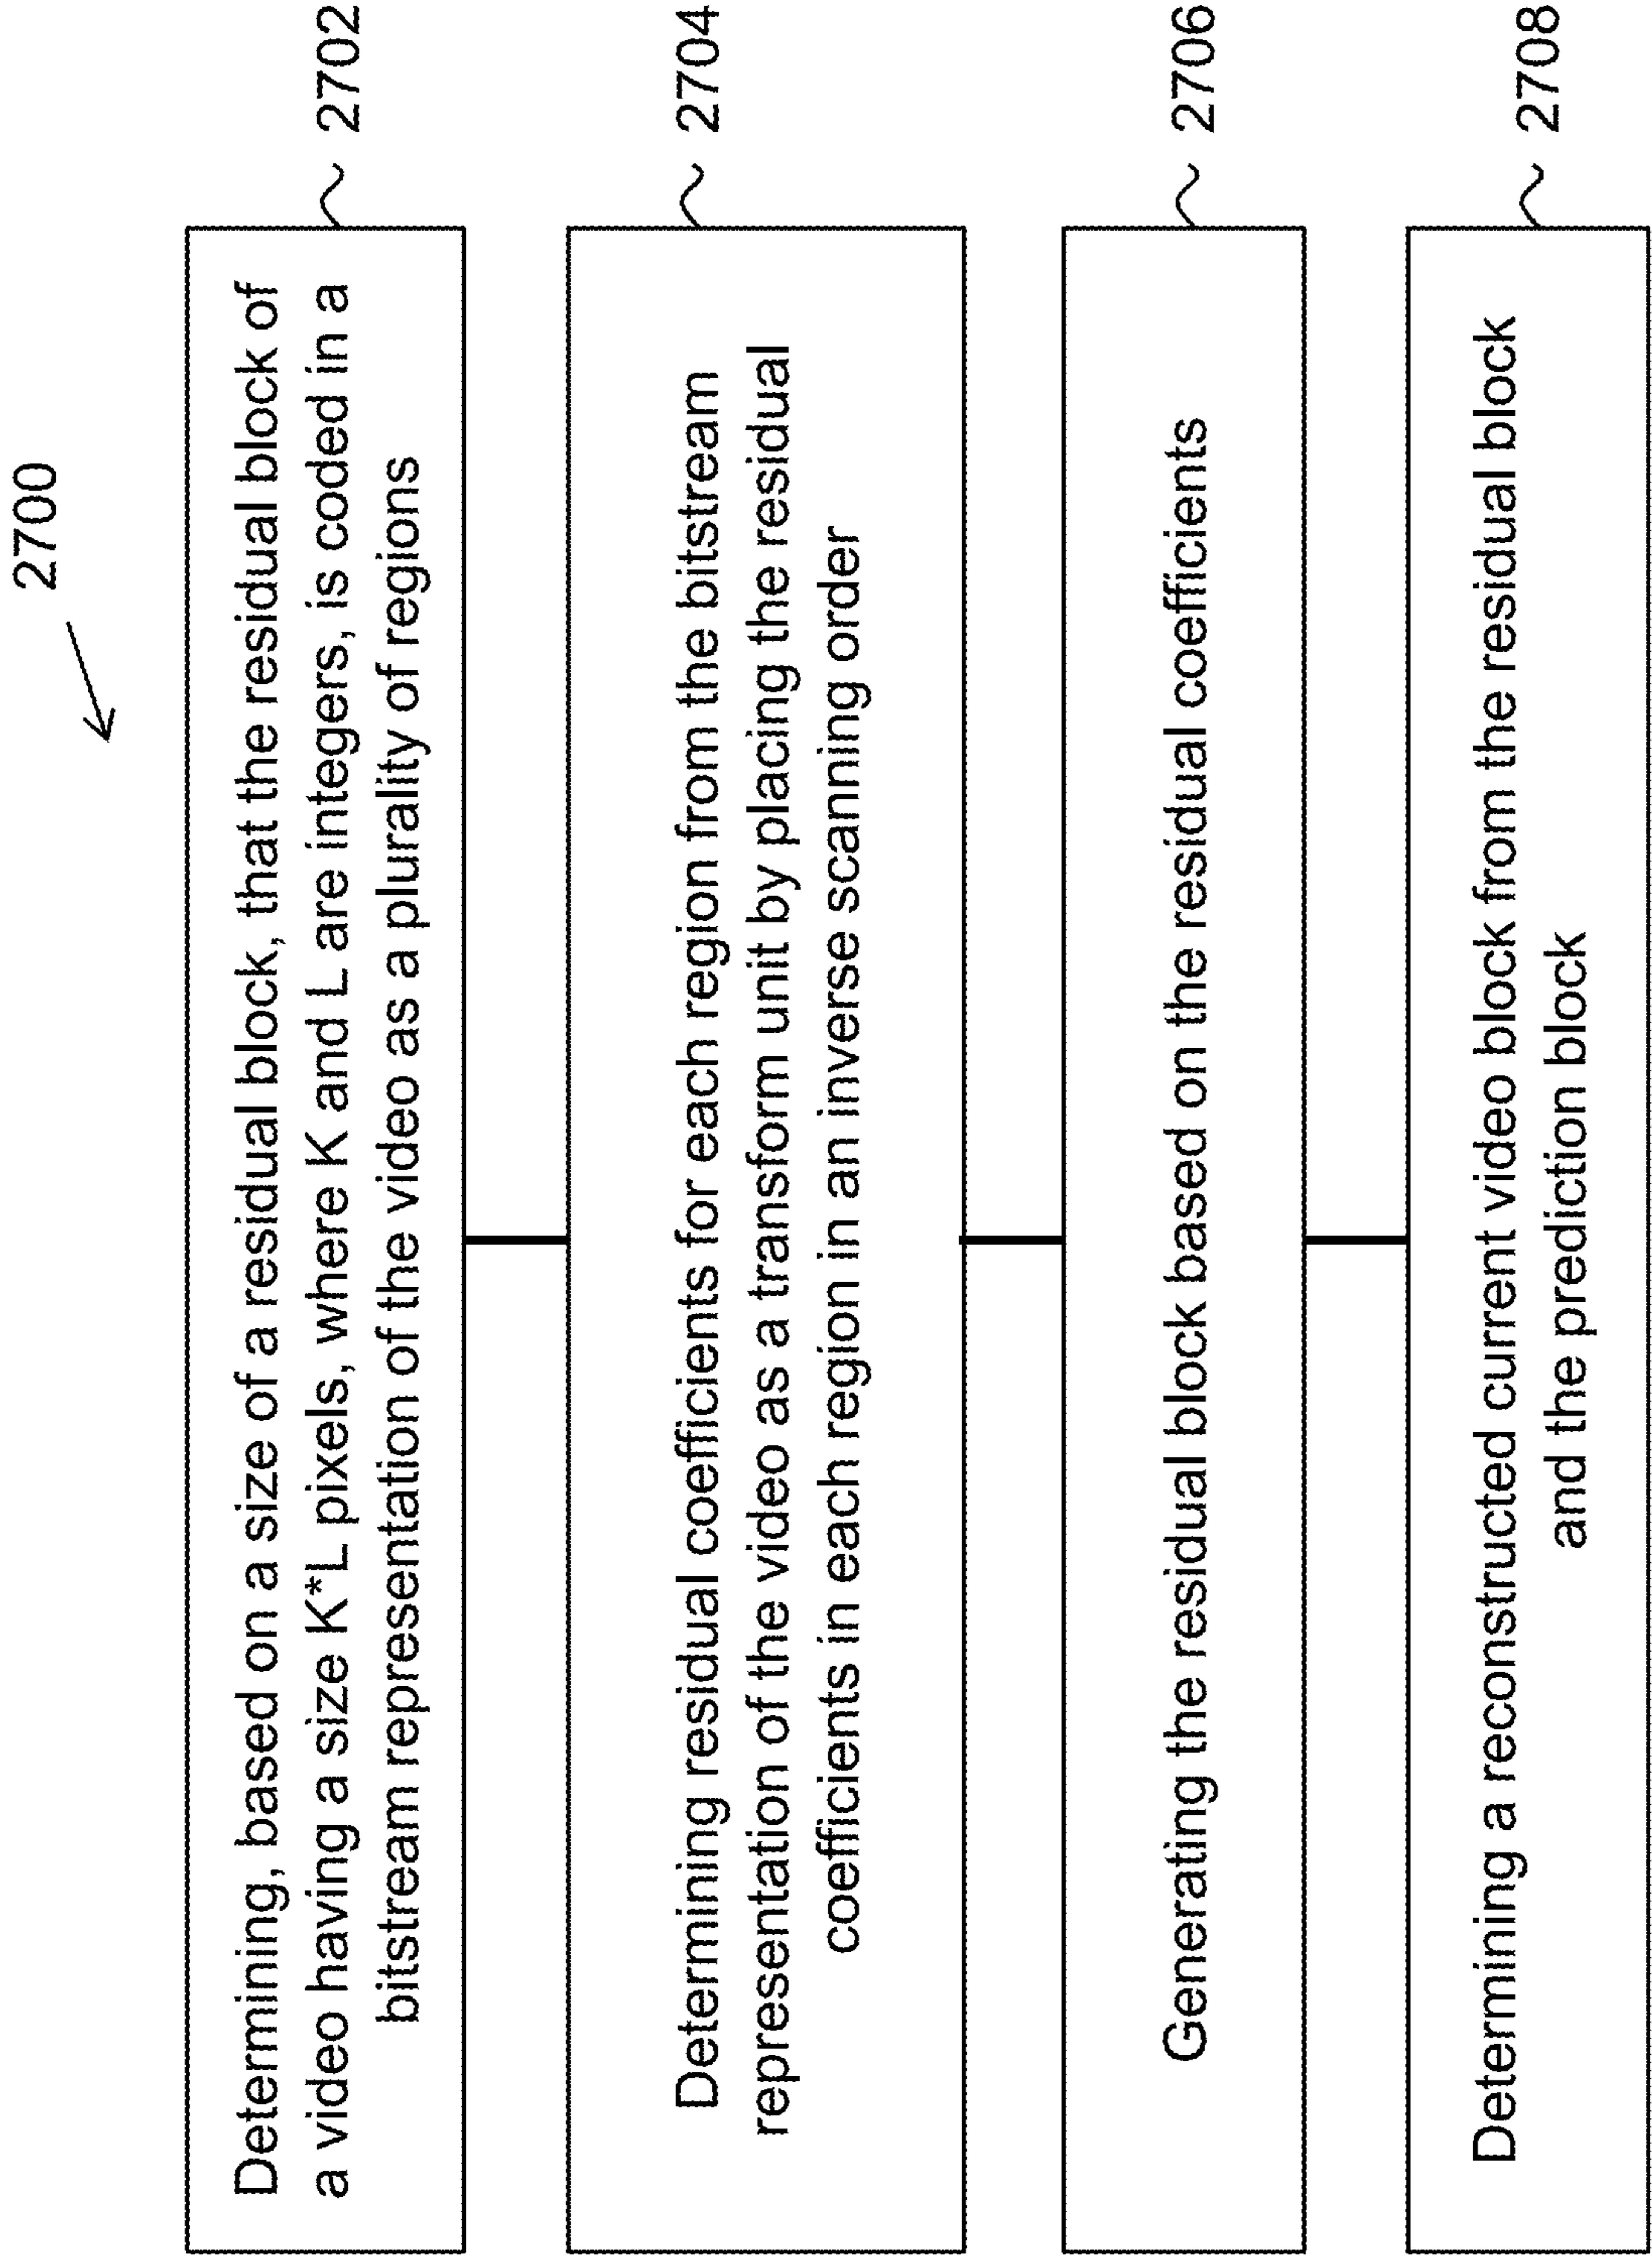 2700
Determining, based on a size of a residual block, that the residual block of
a video having a size K*L pixels, where K and L are integers, is coded in a
bitstream representation of the video as a plurality of regions
2702
Determining residual coefficients for each region from the bitstream
representation of the video as a transform unit by placing the residual
coefficients in each region in an inverse scanning order
2704
Generating the residual block based on the residual coefficients
2706
Determining a reconstructed current video block from the residual block
and the prediction block
2708